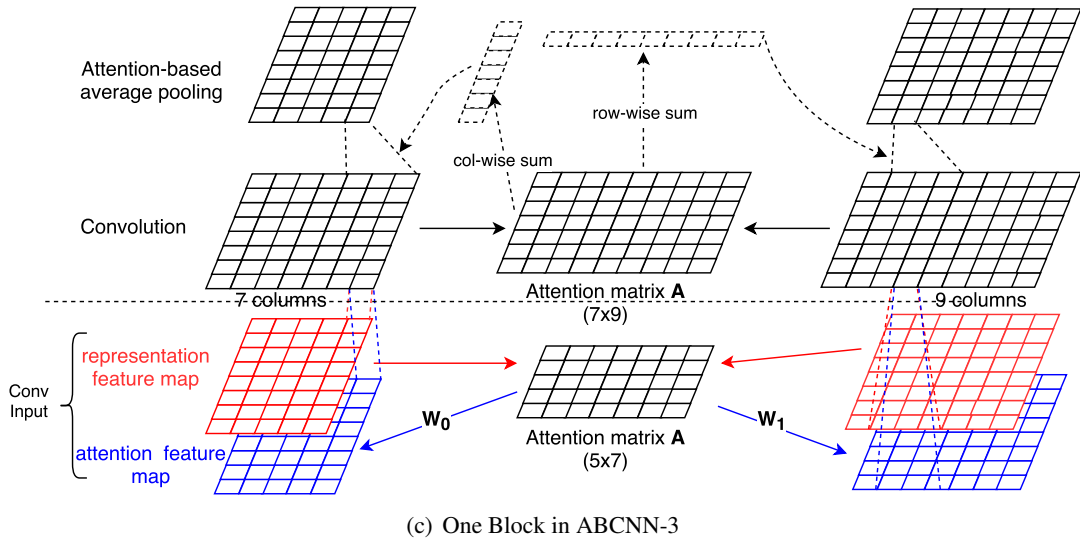 Attention-based
average pooling
row-wise sum
col-wise sum
Convolution
7 columns
Attention matrix A
(7x9)
9 columns
Conv
Input
representation
feature map
attention feature
map
W0
W1
Attention matrix A
(5x7)
(c) One Block in ABCNN-3